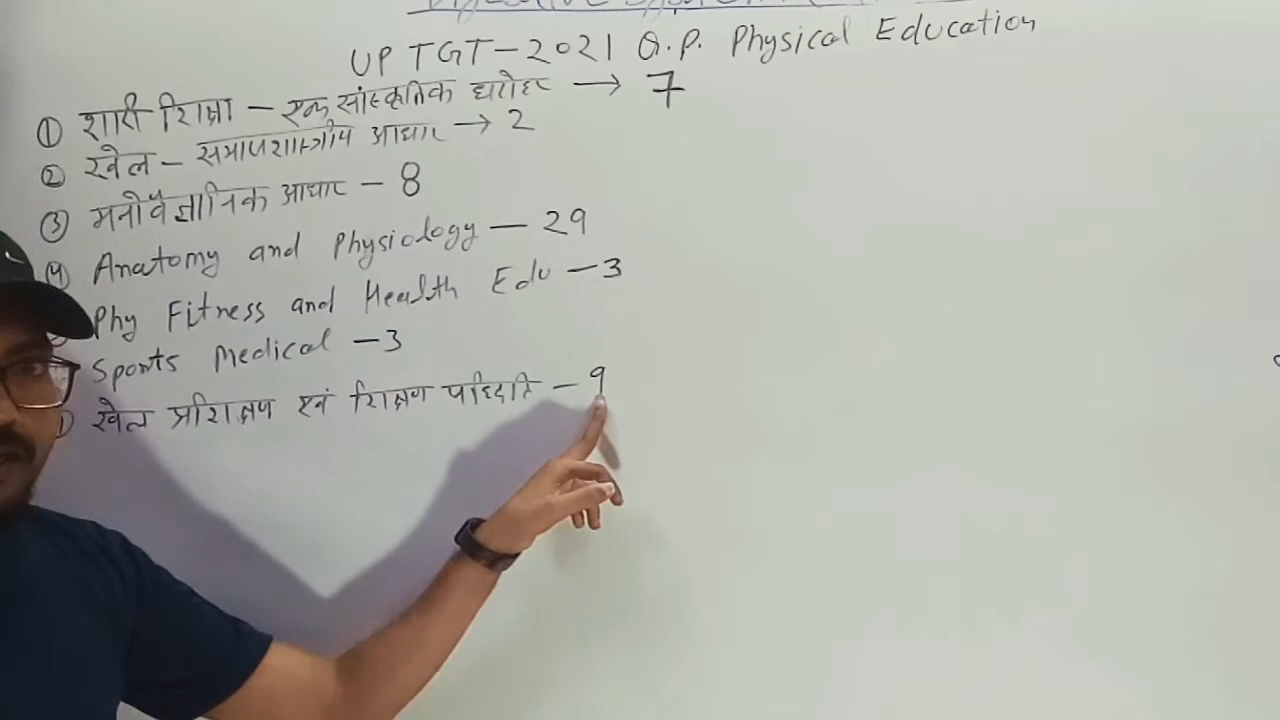 UP TGT-2021 Q.P. Physical Education
① शारी शिक्षा - एक सांस्कृतिक धरोहर → 7
② खेल - समाजशास्त्रीय आधार → 2
③ मनोवैज्ञानिक आधार - 8
④ Anatomy and Physiology - 29
Phy Fitness and Health Edu - 3
Sports Medical - 3
खेल प्रशिक्षण एवं शिक्षण पध्दिति - 9